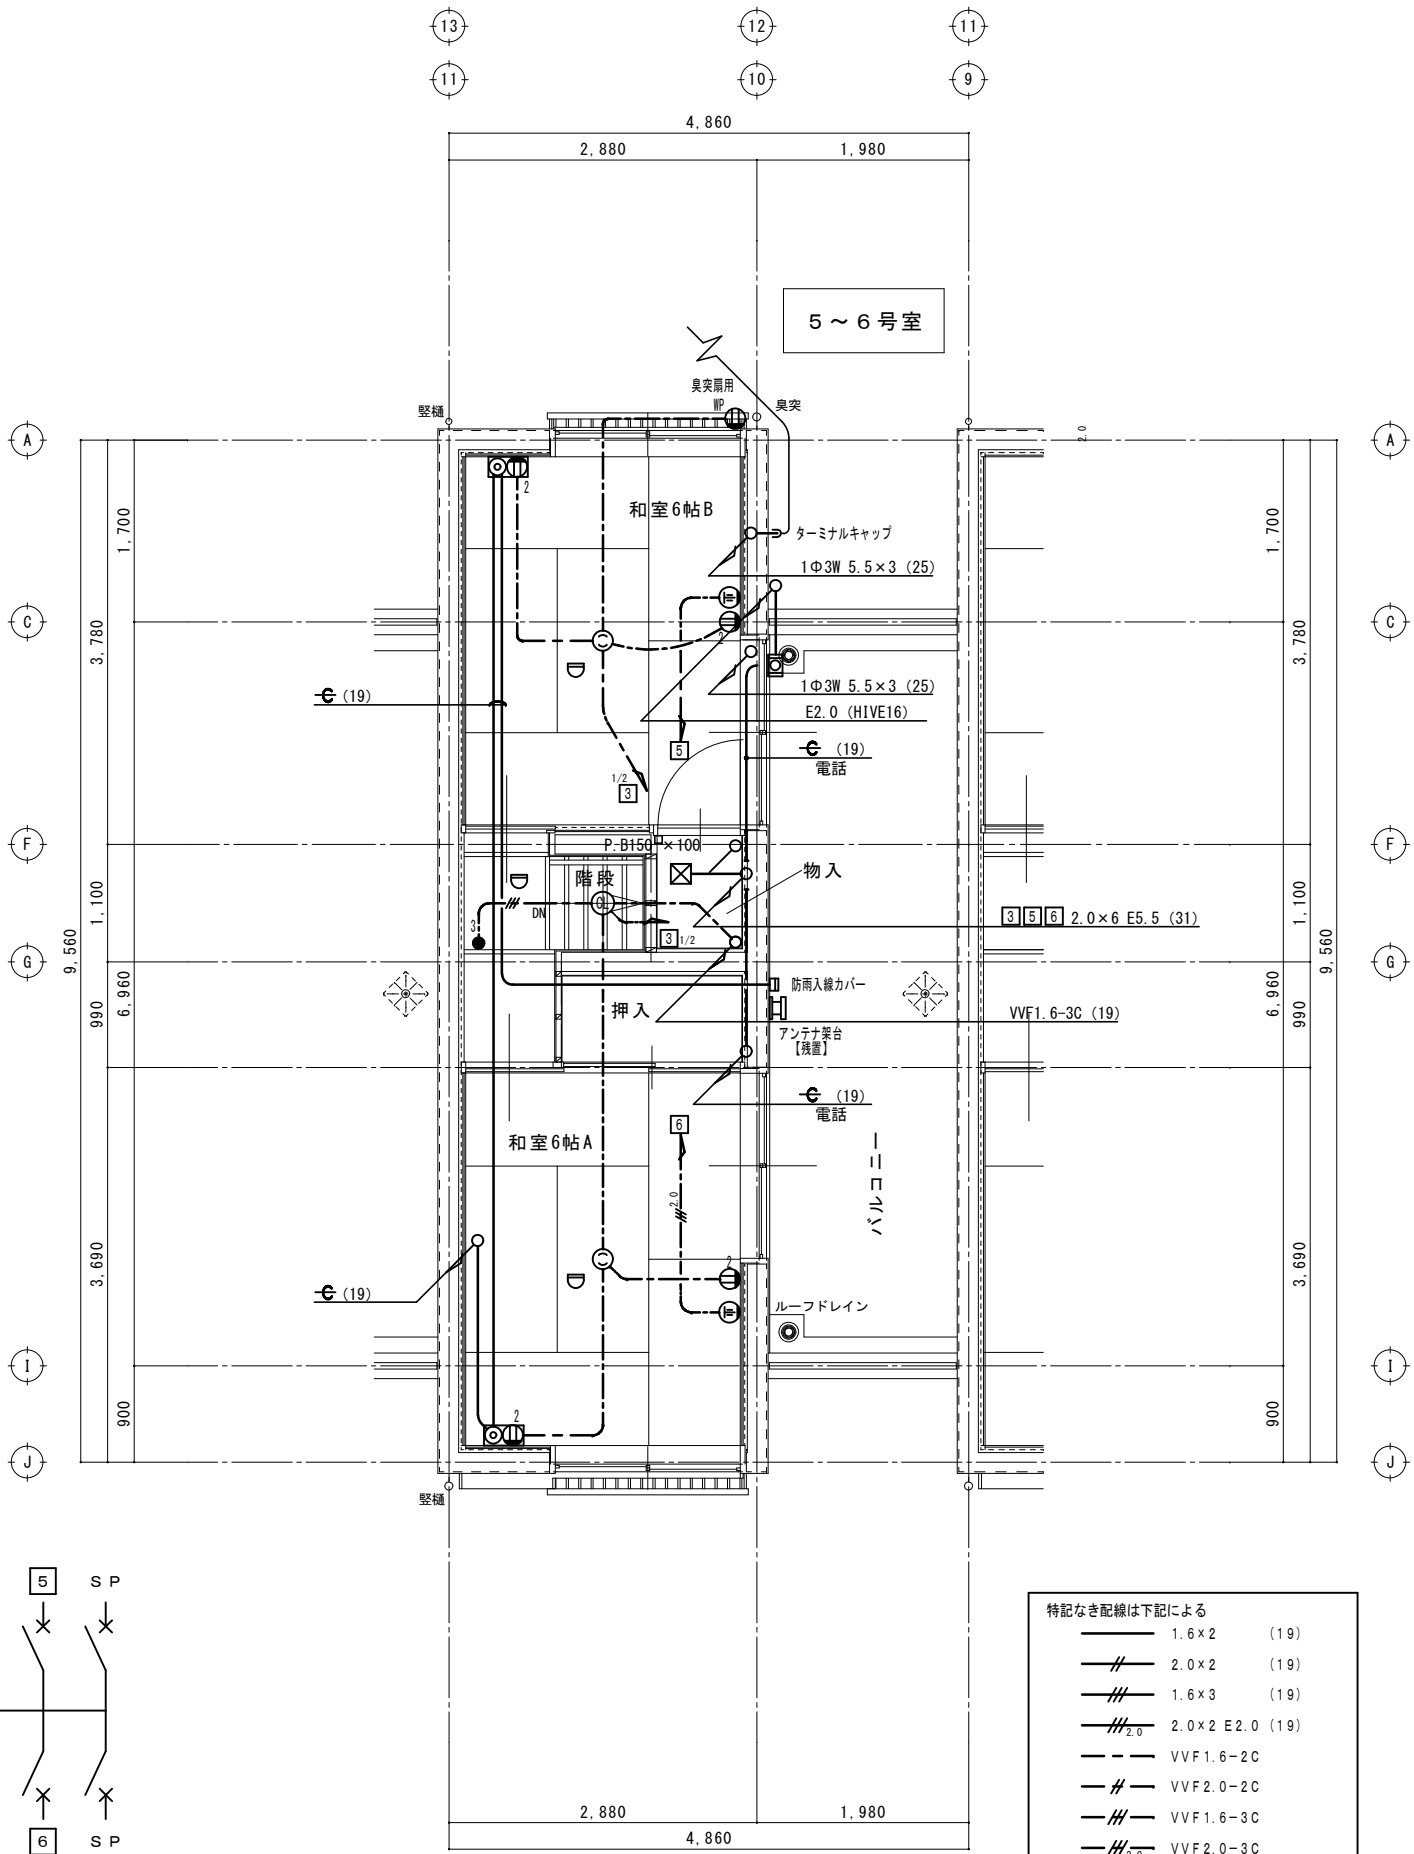 13
12
11
11
10
9
4,860
2,880
1,980
5～6号室
臭突扇用
WP
臭突
竪樋
A
2.0
A
2
和室6帖B
1,700
ターミナルキャップ
1,700
1Φ3W 5.5×3 (25)
C
2
C
3,780
3,780
1Φ3W 5.5×3 (25)
(19)
E2.0 (HIVE16)
5
(19)
電話
1/2
3
F
P.B150 ×100
F
階段
物入
CL
1,100
DN
3
3 1/2
3 5 6 2.0×6 E5.5 (31)
1,100
9,560
9,560
G
G
6,960
990
押入
防雨入線カバー
VVF1.6-3C (19)
6,960
990
アンテナ架台
【残置】
(19)
電話
6
和室6帖A
バルコニー
2.0
3,690
2
3,690
(19)
ルーフドレイン
I
I
900
2
900
J
J
竪樋
5 SP
6 SP
特記なき配線は下記による
1.6×2 (19)
2.0×2 (19)
1.6×3 (19)
2.0 2.0×2 E2.0 (19)
VVF1.6-2C
VVF2.0-2C
VVF1.6-3C
2.0 VVF2.0-3C
2,880
1,980
4,860